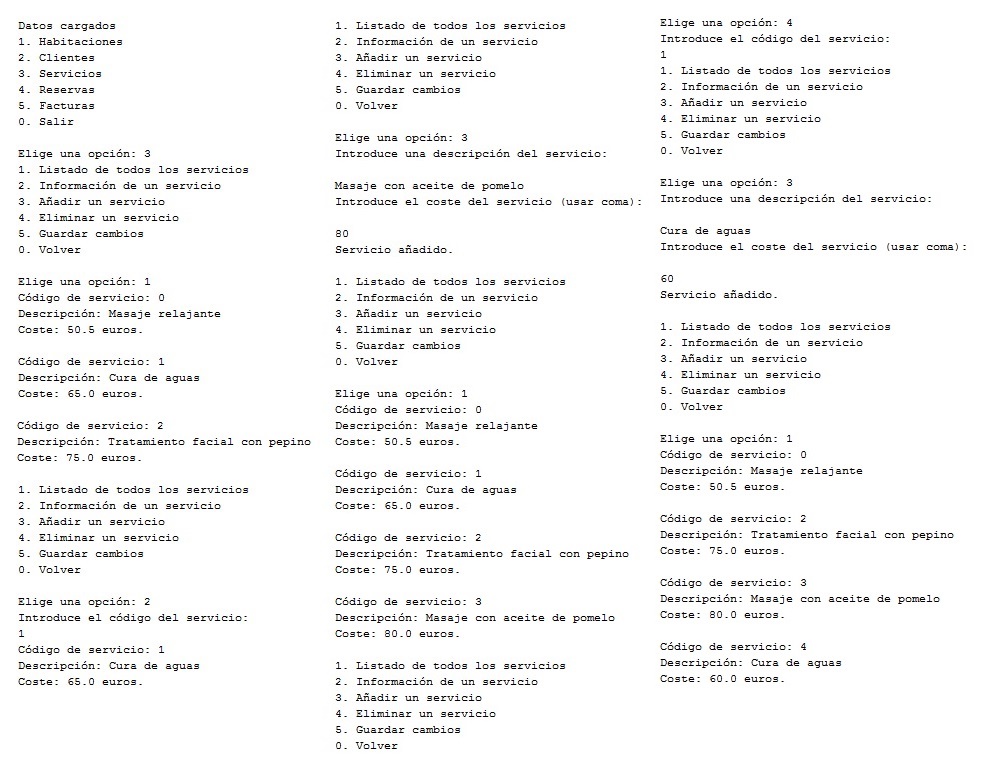 Datos cargados
1. Habitaciones
2. Clientes
3. Servicios
4. Reservas
5. Facturas
0. Salir
Elige una opción: 3
1. Listado de todos los servicios
2. Información de un servicio
3. Añadir un servicio
4. Eliminar un servicio
5. Guardar cambios
0. Volver
Elige una opción: 1
Código de servicio: 0
Descripción: Masaje relajante
Coste: 50.5 euros.
Código de servicio: 1
Descripción: Cura de aguas
Coste: 65.0 euros.
Código de servicio: 2
Descripción: Tratamiento facial con pepino
Coste: 75.0 euros.
1. Listado de todos los servicios
2. Información de un servicio
3. Añadir un servicio
4. Eliminar un servicio
5. Guardar cambios
0. Volver
Elige una opción: 2
Introduce el código del servicio:
1
Código de servicio: 1
Descripción: Cura de aguas
Coste: 65.0 euros.
1. Listado de todos los servicios
2. Información de un servicio
3. Añadir un servicio
4. Eliminar un servicio
5. Guardar cambios
0. Volver
Elige una opción: 3
Introduce una descripción del servicio:
Masaje con aceite de pomelo
Introduce el coste del servicio (usar coma):
80
Servicio añadido.
1. Listado de todos los servicios
2. Información de un servicio
3. Añadir un servicio
4. Eliminar un servicio
5. Guardar cambios
0. Volver
Elige una opción: 1
Código de servicio: 0
Descripción: Masaje relajante
Coste: 50.5 euros.
Código de servicio: 1
Descripción: Cura de aguas
Coste: 65.0 euros.
Código de servicio: 2
Descripción: Tratamiento facial con pepino
Coste: 75.0 euros.
Código de servicio: 3
Descripción: Masaje con aceite de pomelo
Coste: 80.0 euros.
1. Listado de todos los servicios
2. Información de un servicio
3. Añadir un servicio
4. Eliminar un servicio
5. Guardar cambios
0. Volver
Elige una opción: 4
Introduce el código del servicio:
1
1. Listado de todos los servicios
2. Información de un servicio
3. Añadir un servicio
4. Eliminar un servicio
5. Guardar cambios
0. Volver
Elige una opción: 3
Introduce una descripción del servicio:
Cura de aguas
Introduce el coste del servicio (usar coma):
60
Servicio añadido.
1. Listado de todos los servicios
2. Información de un servicio
3. Añadir un servicio
4. Eliminar un servicio
5. Guardar cambios
0. Volver
Elige una opción: 1
Código de servicio: 0
Descripción: Masaje relajante
Coste: 50.5 euros.
Código de servicio: 2
Descripción: Tratamiento facial con pepino
Coste: 75.0 euros.
Código de servicio: 3
Descripción: Masaje con aceite de pomelo
Coste: 80.0 euros.
Código de servicio: 4
Descripción: Cura de aguas
Coste: 60.0 euros.